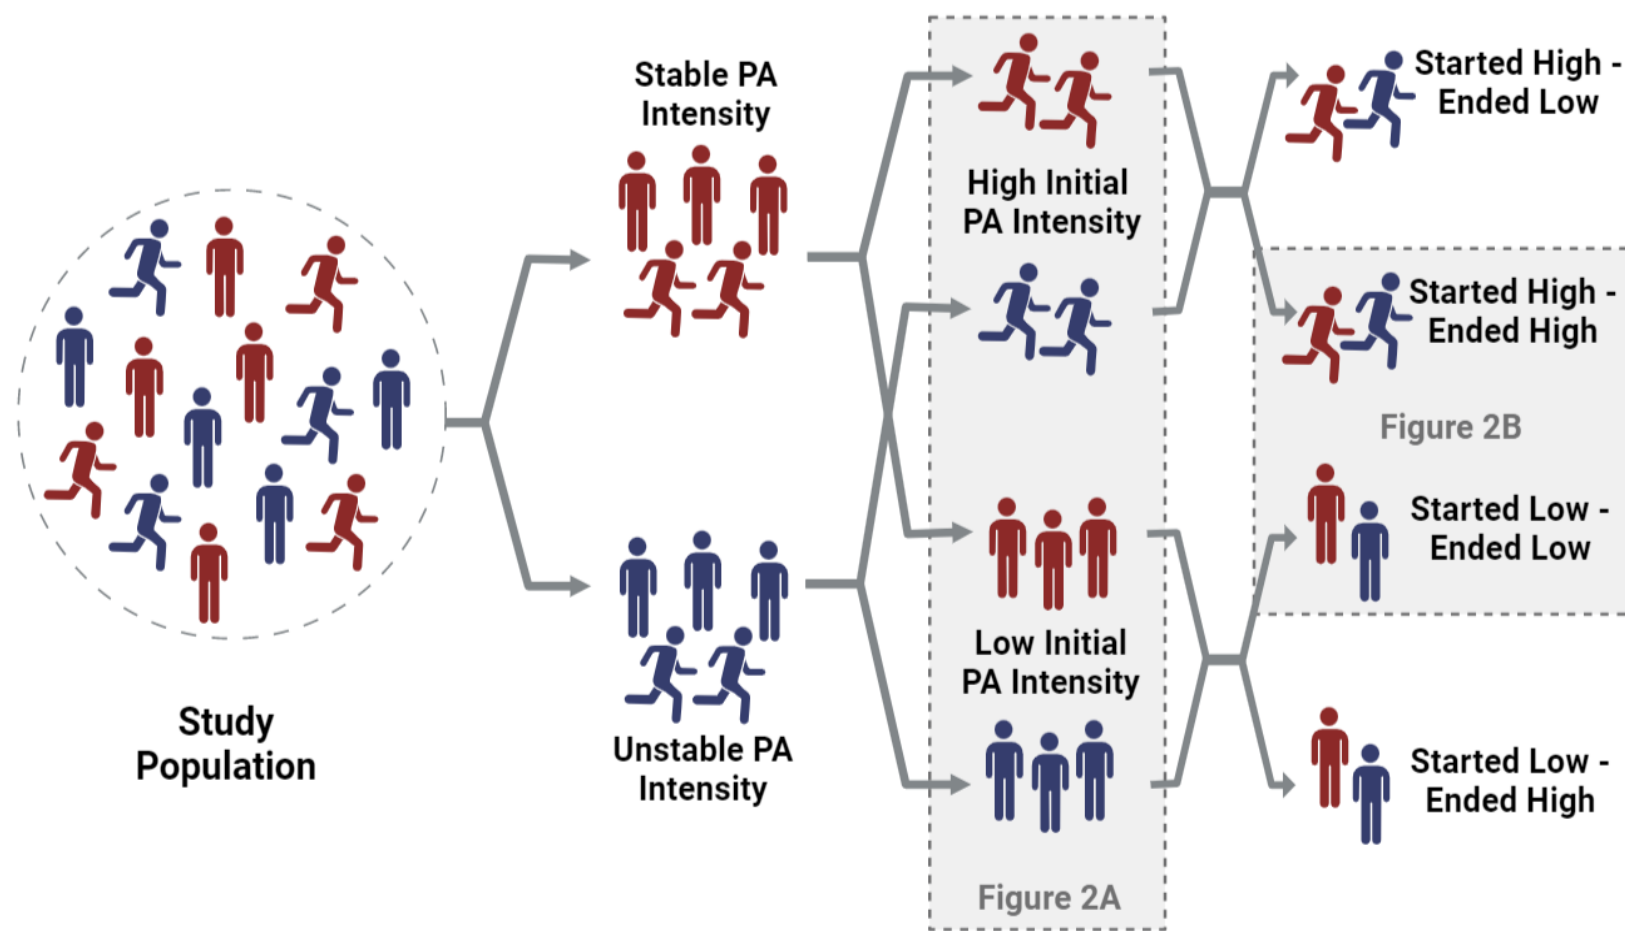 Study
Population
Stable PA
Intensity
Unstable PA
Intensity
High Initial
PA Intensity
Low Initial
PA Intensity
Figure 2A
Started High -
Ended Low
Started High -
Ended High
Figure 2B
Started Low -
Ended Low
Started Low -
Ended High